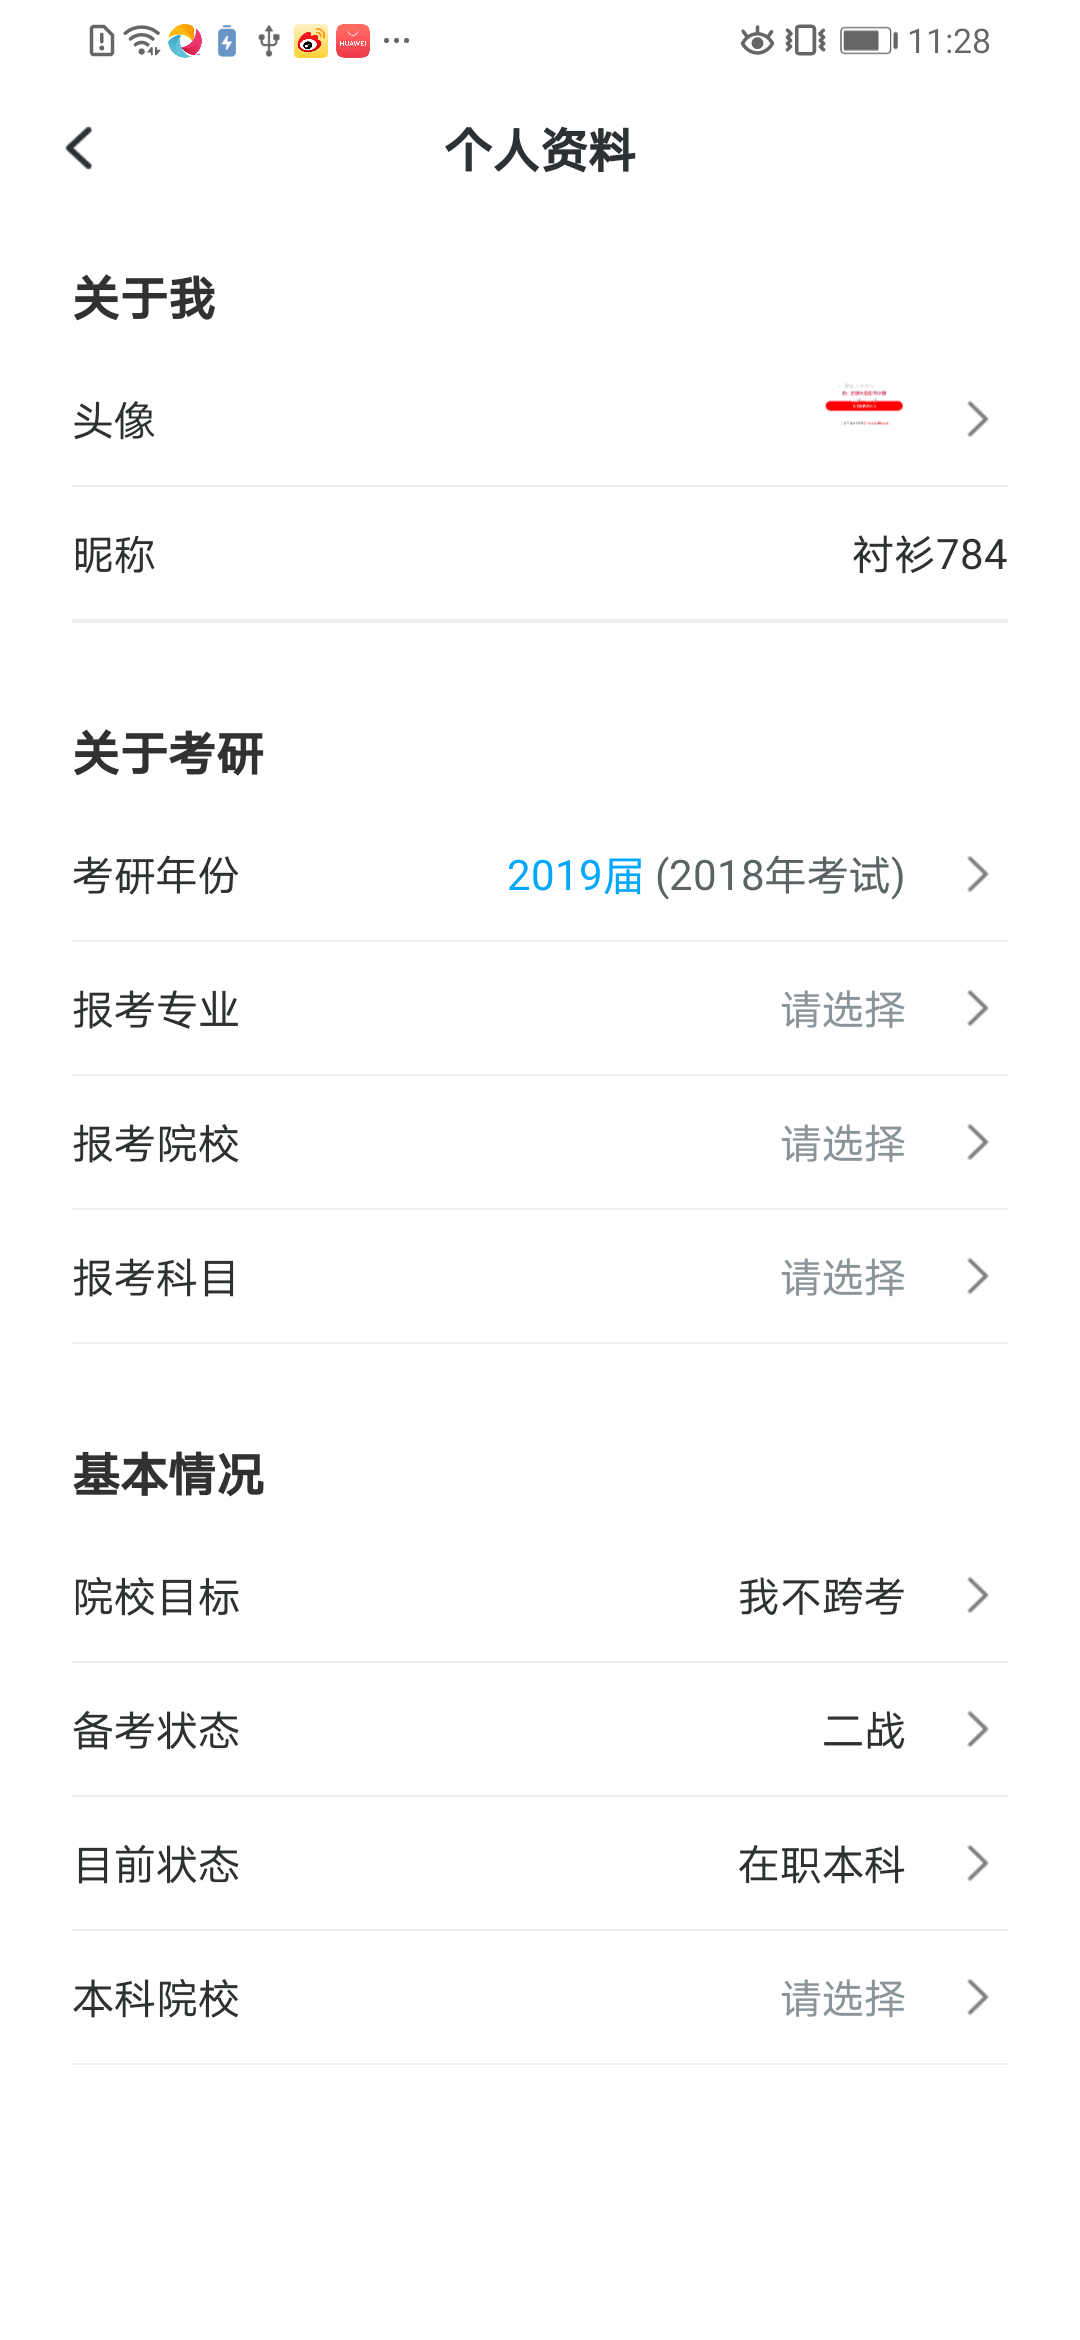 11:28
HUAWEI
个人资料
关于我
头像
昵称 衬衫784
关于考研
考研年份 2019届 (2018年考试)
报考专业 请选择
报考院校 请选择
报考科目 请选择
基本情况
院校目标 我不跨考
备考状态 二战
目前状态 在职本科
本科院校 请选择